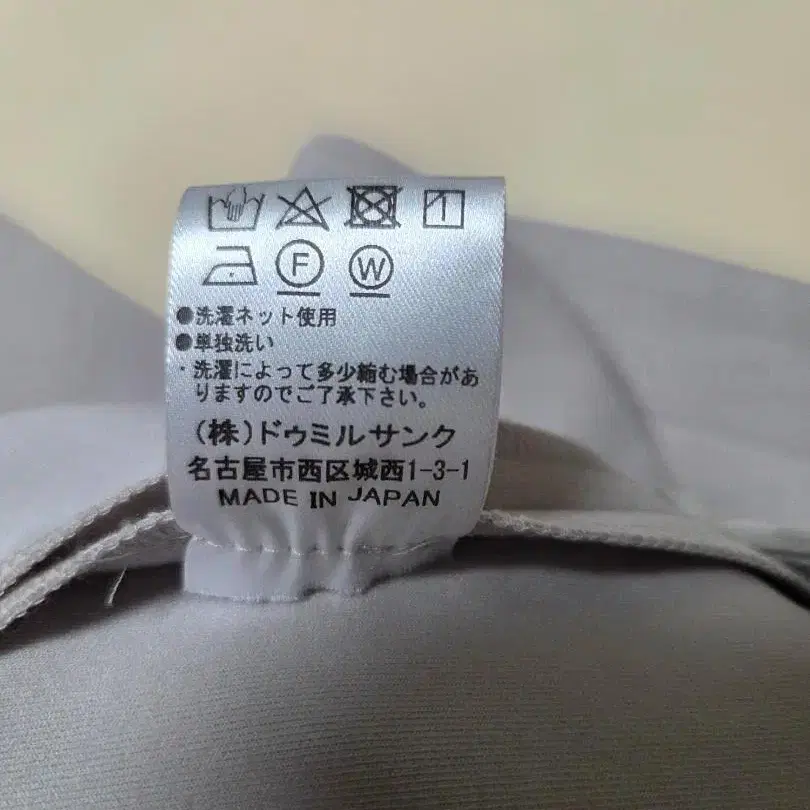 F W
●洗濯ネット使用
●単独洗い
・洗濯によって多少縮む場合があ
りますのでご了承下さい。
(株)ドゥミルサンク
名古屋市西区城西1-3-1
MADE IN JAPAN